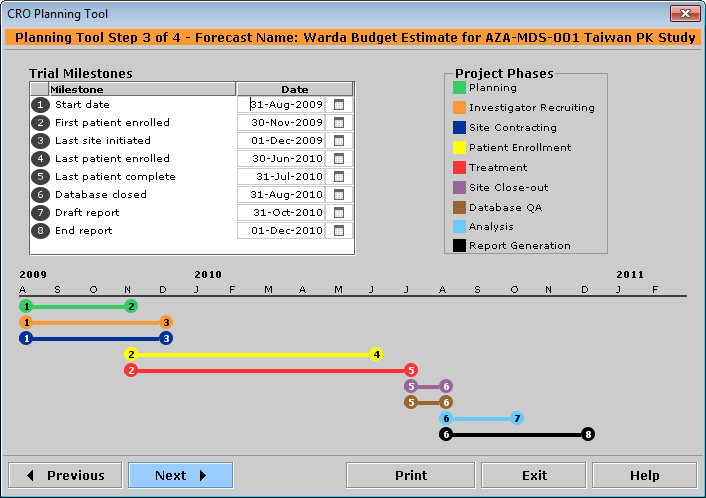 CRO Planning Tool
Planning Tool Step 3 of 4 - Forecast Name: Warda Budget Estimate for AZA-MDS-001 Taiwan PK Study
Trial Milestones
Milestone Date
1 Start date 31-Aug-2009
2 First patient enrolled 30-Nov-2009
3 Last site initiated 01-Dec-2009
4 Last patient enrolled 30-Jun-2010
5 Last patient complete 31-Jul-2010
6 Database closed 31-Aug-2010
7 Draft report 31-Oct-2010
8 End report 01-Dec-2010
Project Phases
Planning
Investigator Recruiting
Site Contracting
Patient Enrollment
Treatment
Site Close-out
Database QA
Analysis
Report Generation
2009 2010 2011
A S O N D J F M A M J J A S O N D J F
1 2
1 3
1 3
2 4
2 5
5 6
5 6
6 7
6 8
Previous Next Print Exit Help